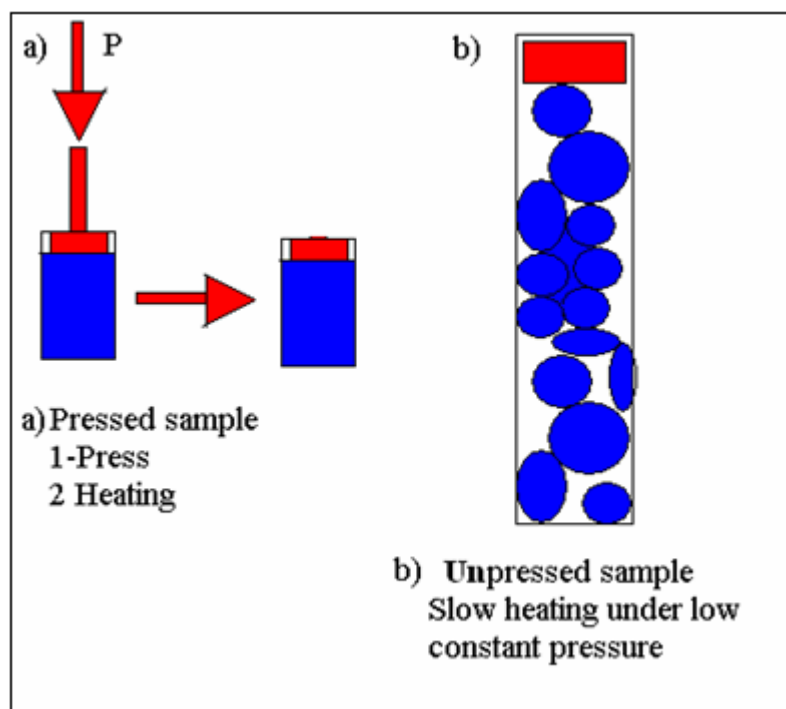 a) P
b)
a) Pressed sample
1-Press
2 Heating
b) Unpressed sample
Slow heating under low
constant pressure